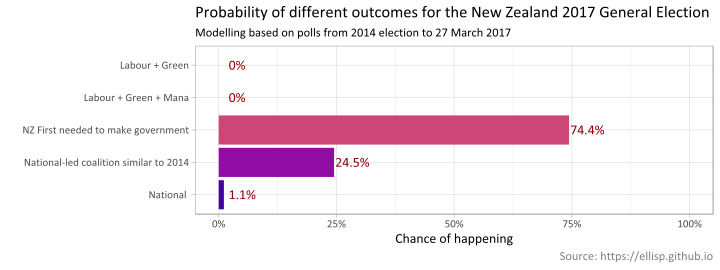 Probability of different outcomes for the New Zealand 2017 General Election
Modelling based on polls from 2014 election to 27 March 2017
Labour + Green 0%
Labour + Green + Mana 0%
NZ First needed to make government 74.4%
National-led coalition similar to 2014 24.5%
National 1.1%
0% 25% 50% 75% 100%
Chance of happening
Source: https://ellisp.github.io